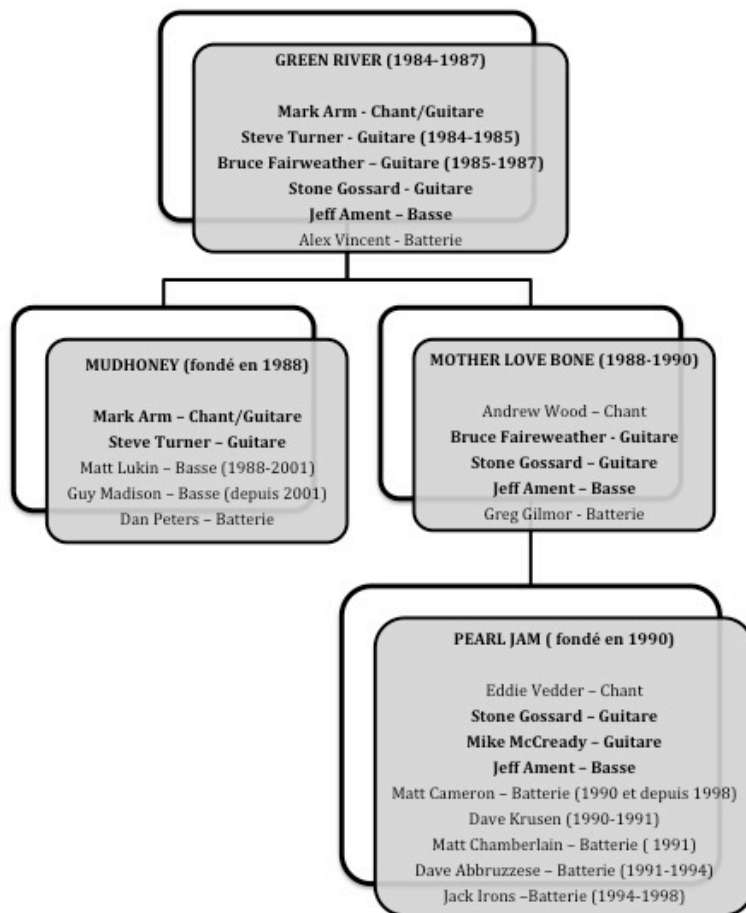 GREEN RIVER (1984-1987)
Mark Arm - Chant/Guitare
Steve Turner - Guitare (1984-1985)
Bruce Fairweather – Guitare (1985-1987)
Stone Gossard - Guitare
Jeff Ament – Basse
Alex Vincent - Batterie
MUDHONEY (fondé en 1988)
Mark Arm – Chant/Guitare
Steve Turner – Guitare
Matt Lukin – Basse (1988-2001)
Guy Madison – Basse (depuis 2001)
Dan Peters – Batterie
MOTHER LOVE BONE (1988-1990)
Andrew Wood – Chant
Bruce Faireweather - Guitare
Stone Gossard – Guitare
Jeff Ament – Basse
Greg Gilmor - Batterie
PEARL JAM ( fondé en 1990)
Eddie Vedder – Chant
Stone Gossard – Guitare
Mike McCready – Guitare
Jeff Ament – Basse
Matt Cameron – Batterie (1990 et depuis 1998)
Dave Krusen (1990-1991)
Matt Chamberlain – Batterie ( 1991)
Dave Abbruzzese – Batterie (1991-1994)
Jack Irons –Batterie (1994-1998)